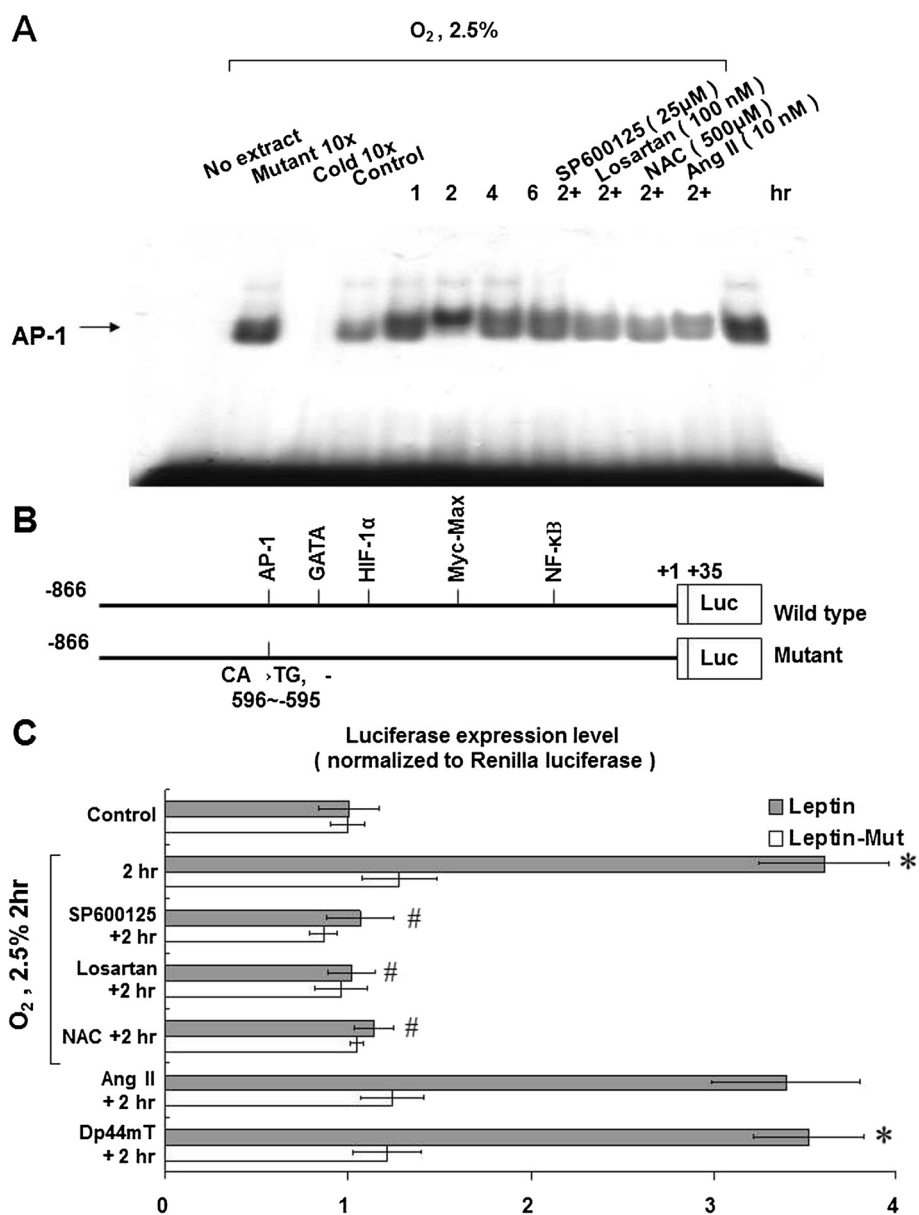 A
O2 , 2.5%
No extract
Mutant 10x
Cold 10x
Control
SP600125 ( 25µM )
Losartan ( 100 nM )
NAC ( 500µM )
Ang II ( 10 nM )
1 2 4 6 2+ 2+ 2+ 2+ hr
AP-1
B
AP-1 GATA HIF-1α Myc-Max NF-κB
-866 +1 +35
Luc Wild type
-866
Luc Mutant
CA ›TG, -
596~-595
C
Luciferase expression level
( normalized to Renilla luciferase )
Control
Leptin
Leptin-Mut
O2 , 2.5% 2hr
2 hr *
SP600125
+2 hr #
Losartan
+2 hr #
NAC +2 hr #
Ang II
+ 2 hr
Dp44mT
+ 2 hr *
0 1 2 3 4